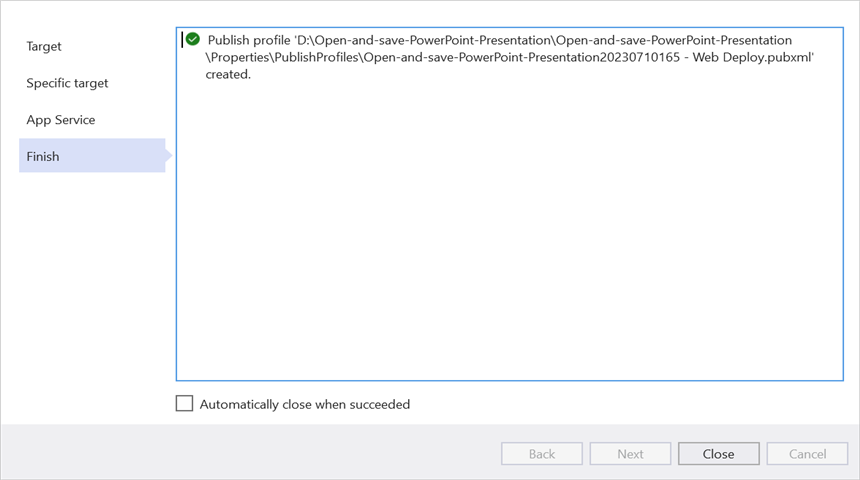 Target
Specific target
App Service
Finish
Publish profile 'D:\Open-and-save-PowerPoint-Presentation\Open-and-save-PowerPoint-Presentation
\Properties\PublishProfiles\Open-and-save-PowerPoint-Presentation20230710165 - Web Deploy.pubxml'
created.
Automatically close when succeeded
Back
Next
Close
Cancel